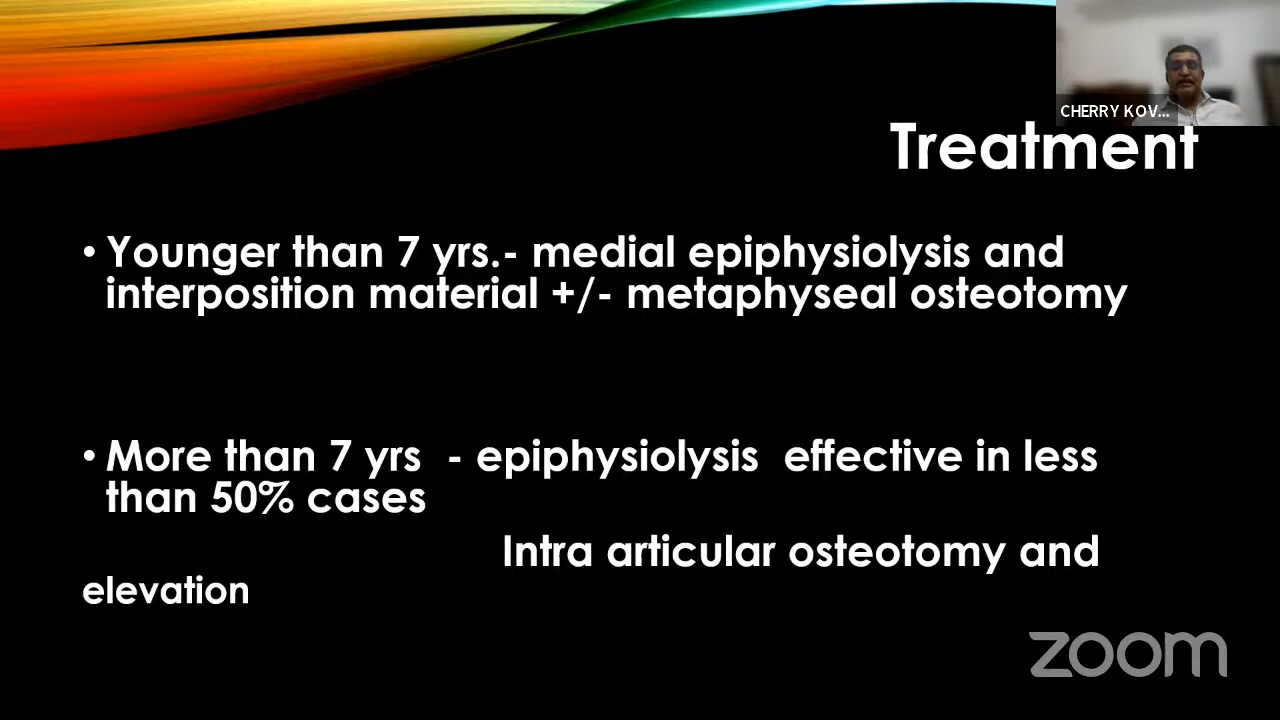 CHERRY KOV...
Treatment
• Younger than 7 yrs.- medial epiphysiolysis and
interposition material +/- metaphyseal osteotomy
• More than 7 yrs - epiphysiolysis effective in less
than 50% cases
Intra articular osteotomy and
elevation
zoom